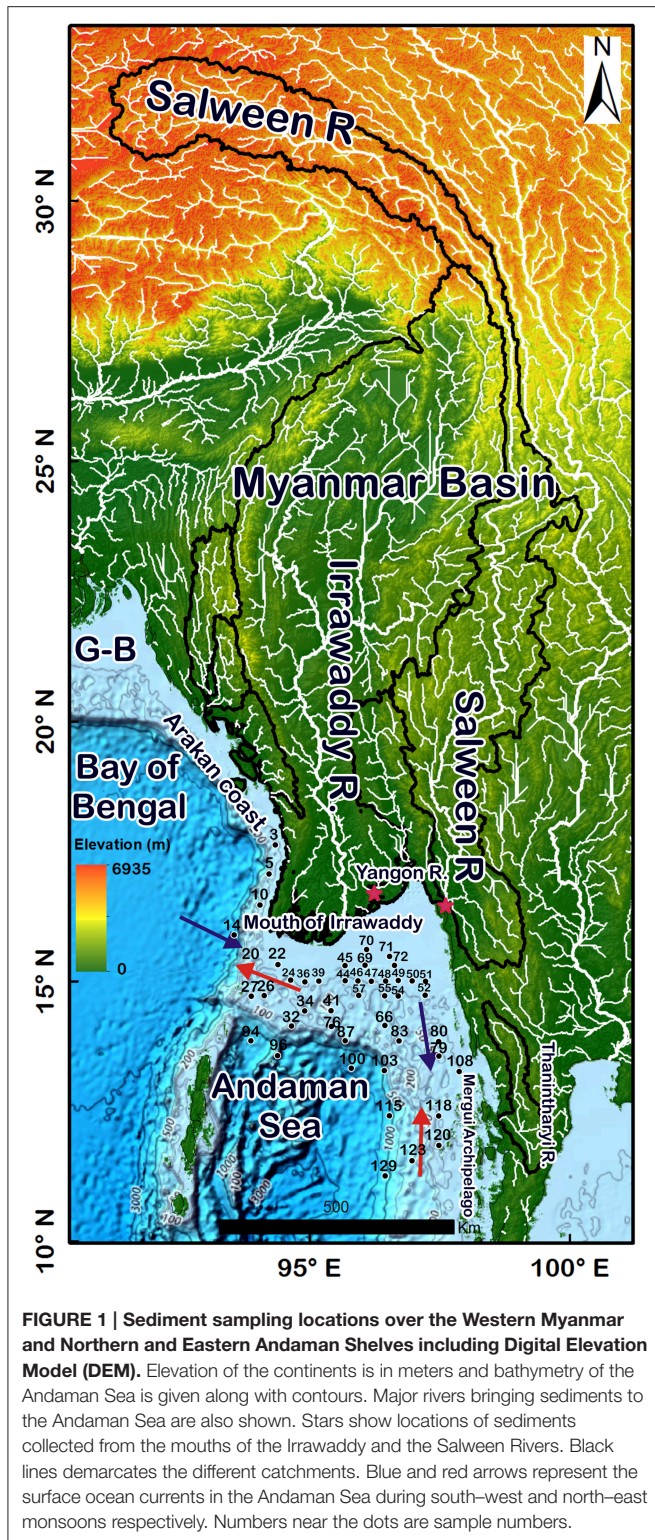 N
Salween R
30° N
25° N
20° N
15° N
10° N
Myanmar Basin
Irrawaddy R.
Salween R
G-B
Arakan coast
Bay of
Bengal
Elevation (m)
6935
0
Yangon R.
Mouth of Irrawaddy
3
5
10
14
20
22
70
71
45
69
72
24
36
39
44
46
47
48
49
50
51
27
26
57
55
54
52
34
41
32
76
87
66
83
80
94
96
79
100
103
108
Andaman
Sea
115
118
120
123
129
Mergui Archipelago
Thanintharyi R.
200
200
1000
500
100
3000
1000
3000
200
500
Km
95° E
100° E
FIGURE 1 | Sediment sampling locations over the Western Myanmar
and Northern and Eastern Andaman Shelves including Digital Elevation
Model (DEM). Elevation of the continents is in meters and bathymetry of the
Andaman Sea is given along with contours. Major rivers bringing sediments to
the Andaman Sea are also shown. Stars show locations of sediments
collected from the mouths of the Irrawaddy and the Salween Rivers. Black
lines demarcates the different catchments. Blue and red arrows represent the
surface ocean currents in the Andaman Sea during south–west and north–east
monsoons respectively. Numbers near the dots are sample numbers.